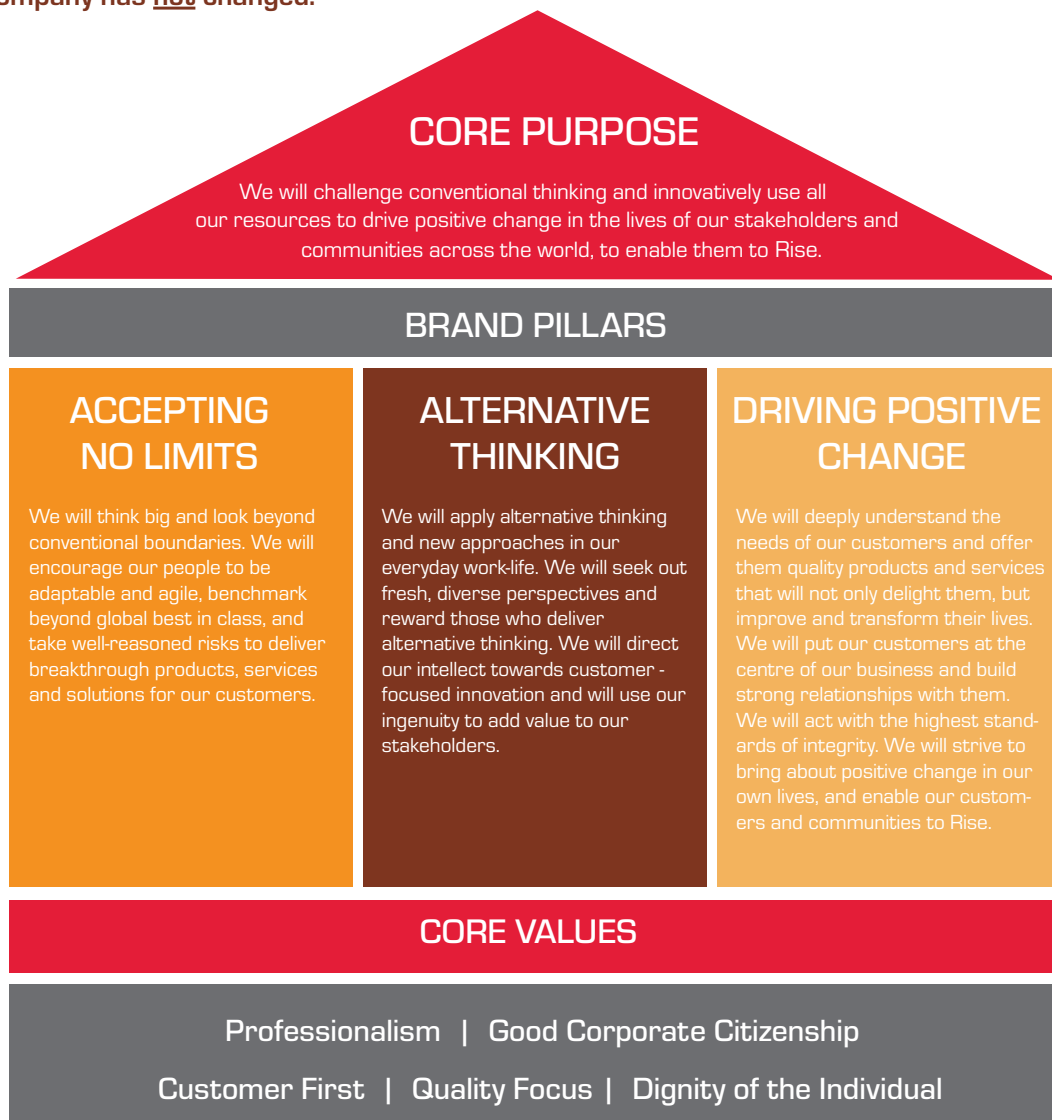 ompany has not changed.
CORE PURPOSE
We will challenge conventional thinking and innovatively use all
our resources to drive positive change in the lives of our stakeholders and
communities across the world, to enable them to Rise.
BRAND PILLARS
ACCEPTING
NO LIMITS
We will think big and look beyond
conventional boundaries. We will
encourage our people to be
adaptable and agile, benchmark
beyond global best in class, and
take well-reasoned risks to deliver
breakthrough products, services
and solutions for our customers.
ALTERNATIVE
THINKING
We will apply alternative thinking
and new approaches in our
everyday work-life. We will seek out
fresh, diverse perspectives and
reward those who deliver
alternative thinking. We will direct
our intellect towards customer -
focused innovation and will use our
ingenuity to add value to our
stakeholders.
DRIVING POSITIVE
CHANGE
We will deeply understand the
needs of our customers and offer
them quality products and services
that will not only delight them, but
improve and transform their lives.
We will put our customers at the
centre of our business and build
strong relationships with them.
We will act with the highest stand-
ards of integrity. We will strive to
bring about positive change in our
own lives, and enable our custom-
ers and communities to Rise.
CORE VALUES
Professionalism | Good Corporate Citizenship
Customer First | Quality Focus | Dignity of the Individual